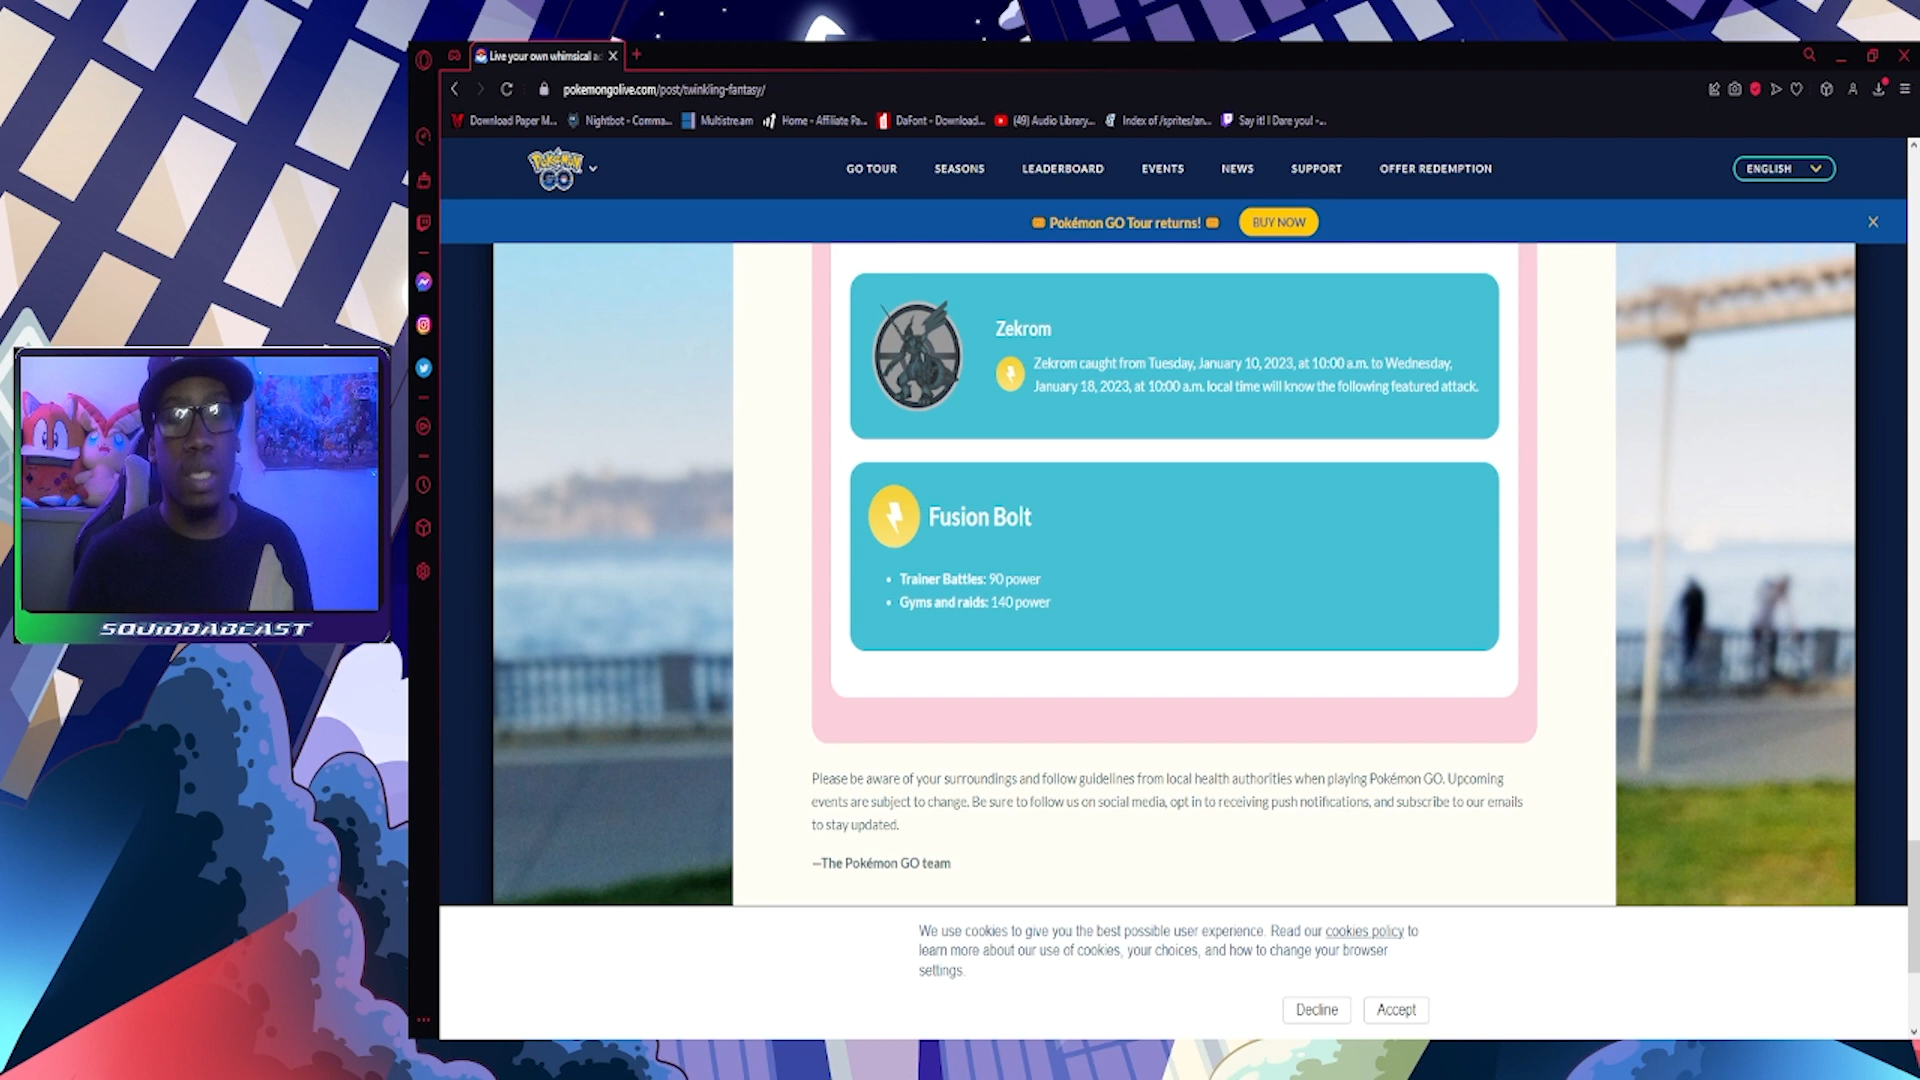 Live your own whimsical a
pokemongolive.com/post/twinkling-fantasy/
Download Paper M... Nightbot - Comma... Multistream Home - Affiliate Pa... DaFont - Download... (49) Audio Library... Index of /sprites/an... Say it! I Dare you! -...
Pokémon GO GO TOUR SEASONS LEADERBOARD EVENTS NEWS SUPPORT OFFER REDEMPTION ENGLISH
Pokémon GO Tour returns! BUY NOW
Zekrom
Zekrom caught from Tuesday, January 10, 2023, at 10:00 a.m. to Wednesday,
January 18, 2023, at 10:00 a.m. local time will know the following featured attack.
Fusion Bolt
• Trainer Battles: 90 power
• Gyms and raids: 140 power
SQUIDDABEAST
Please be aware of your surroundings and follow guidelines from local health authorities when playing Pokémon GO. Upcoming
events are subject to change. Be sure to follow us on social media, opt in to receiving push notifications, and subscribe to our emails
to stay updated.
—The Pokémon GO team
We use cookies to give you the best possible user experience. Read our cookies policy to
learn more about our use of cookies, your choices, and how to change your browser
settings.
Decline Accept